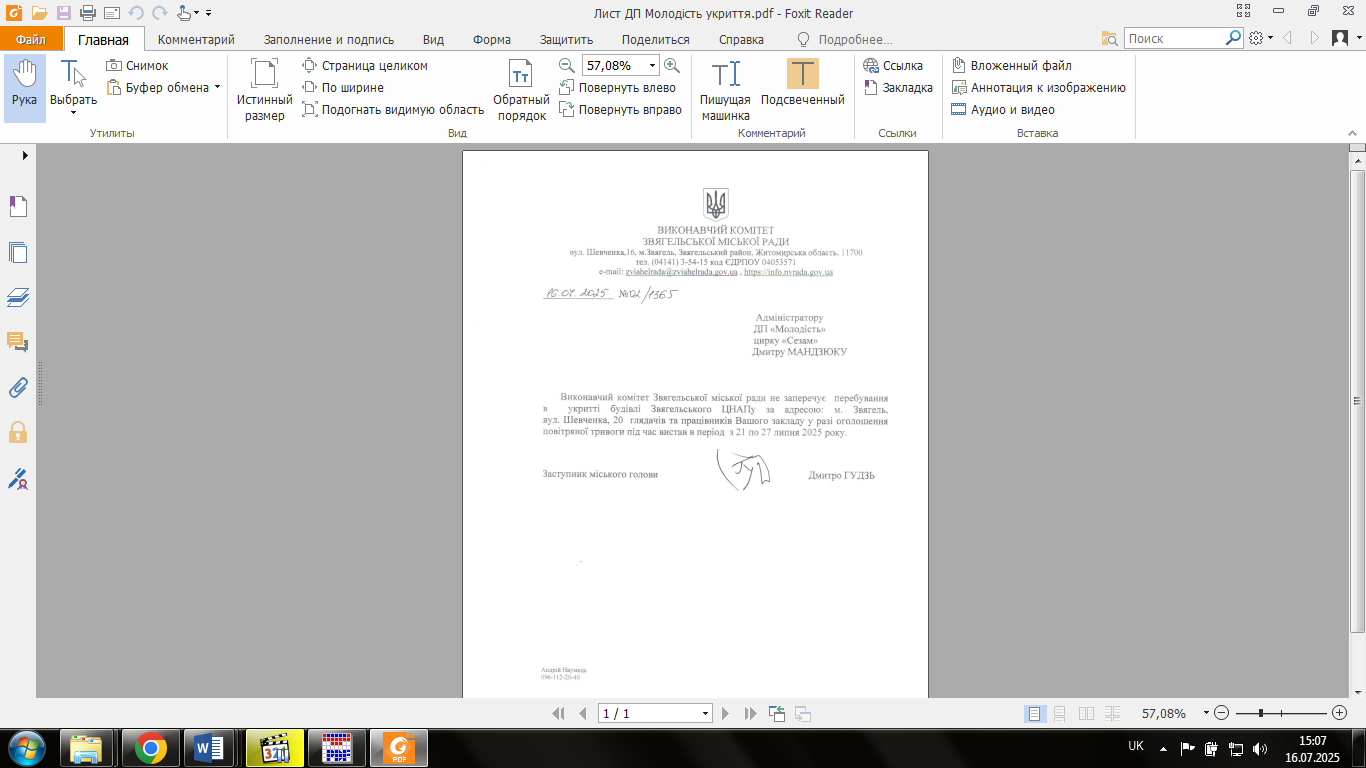 Лист ДП Молодість укриття.pdf - Foxit Reader
Файл Главная Комментарий Заполнение и подпись Вид Форма Защитить Поделиться Справка Подробнее... Поиск
Рука
Выбрать
Снимок
Буфер обмена
Утилиты
Истинный размер
Страница целиком
По ширине
Подогнать видимую область
Обратный порядок
57,08%
Повернуть влево
Повернуть вправо
Вид
Пишущая машинка
Подсвеченный
Комментарий
Ссылка
Закладка
Ссылки
Вложенный файл
Аннотация к изображению
Аудио и видео
Вставка
ВИКОНАВЧИЙ КОМІТЕТ
ЗВЯГЕЛЬСЬКОЇ МІСЬКОЇ РАДИ
вул. Шевченка,16, м.Звягель, Звягельський район, Житомирська область, 11700
тел. (04141) 3-54-15 код ЄДРПОУ 04053571
e-mail: zviahelrada@zviahelrada.gov.ua , https://info.nvrada.gov.ua
16.07.2025 №02/1365
Адміністратору
ДП «Молодість»
цирку «Сезам»
Дмитру МАНДЗЮКУ
Виконавчий комітет Звягельської міської ради не заперечує перебування
в укритті будівлі Звягельського ЦНАПу за адресою: м. Звягель,
вул. Шевченка, 20 глядачів та працівників Вашого закладу у разі оголошення
повітряної тривоги під час вистав в період з 21 по 27 липня 2025 року.
Заступник міського голови Дмитро ГУДЗЬ
Андрій Наумець
096-112-20-40
1 / 1
57,08%
UK
15:07
16.07.2025